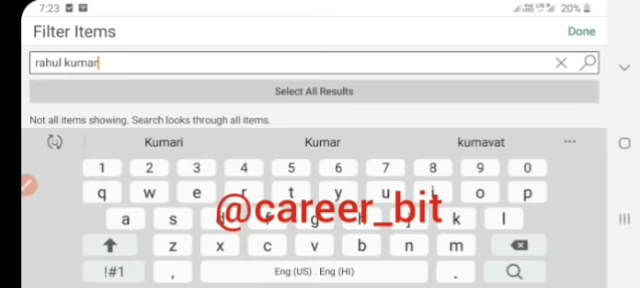 7:23 20%
Filter Items Done
rahul kumar
Select All Results
Not all items showing. Search looks through all items.
Kumari Kumar kumavat ...
1 2 3 4 5 6 7 8 9 0
q w e r t y u i o p
@career_bit
a s d f g h j k l
z x c v b n m
!#1 , Eng (US) . Eng (HI) .